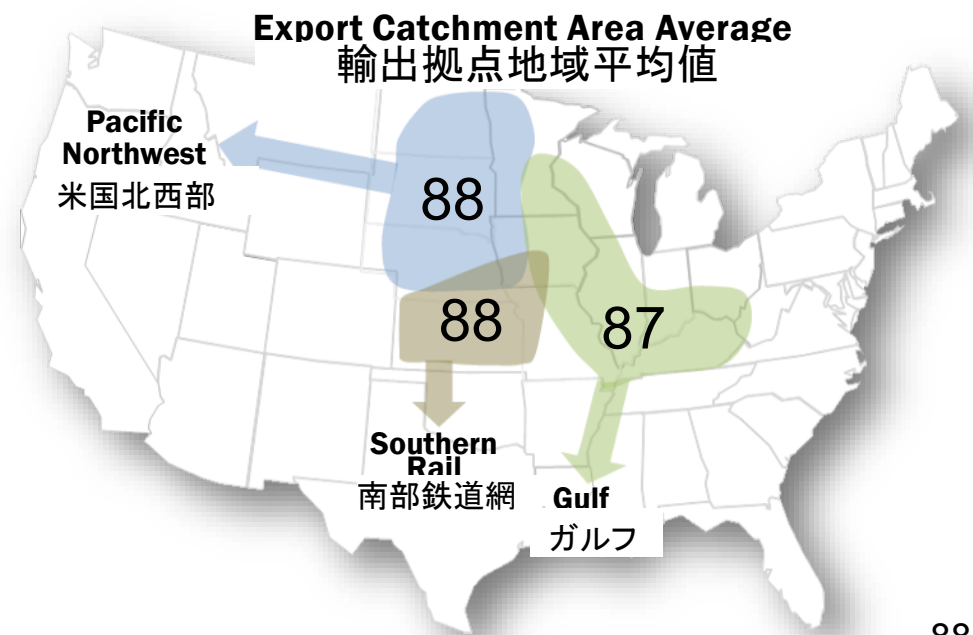 Export Catchment Area Average
輸出拠点地域平均値
Pacific
Northwest
米国北西部
88
88
87
Southern
Rail
南部鉄道網
Gulf
ガルフ
88